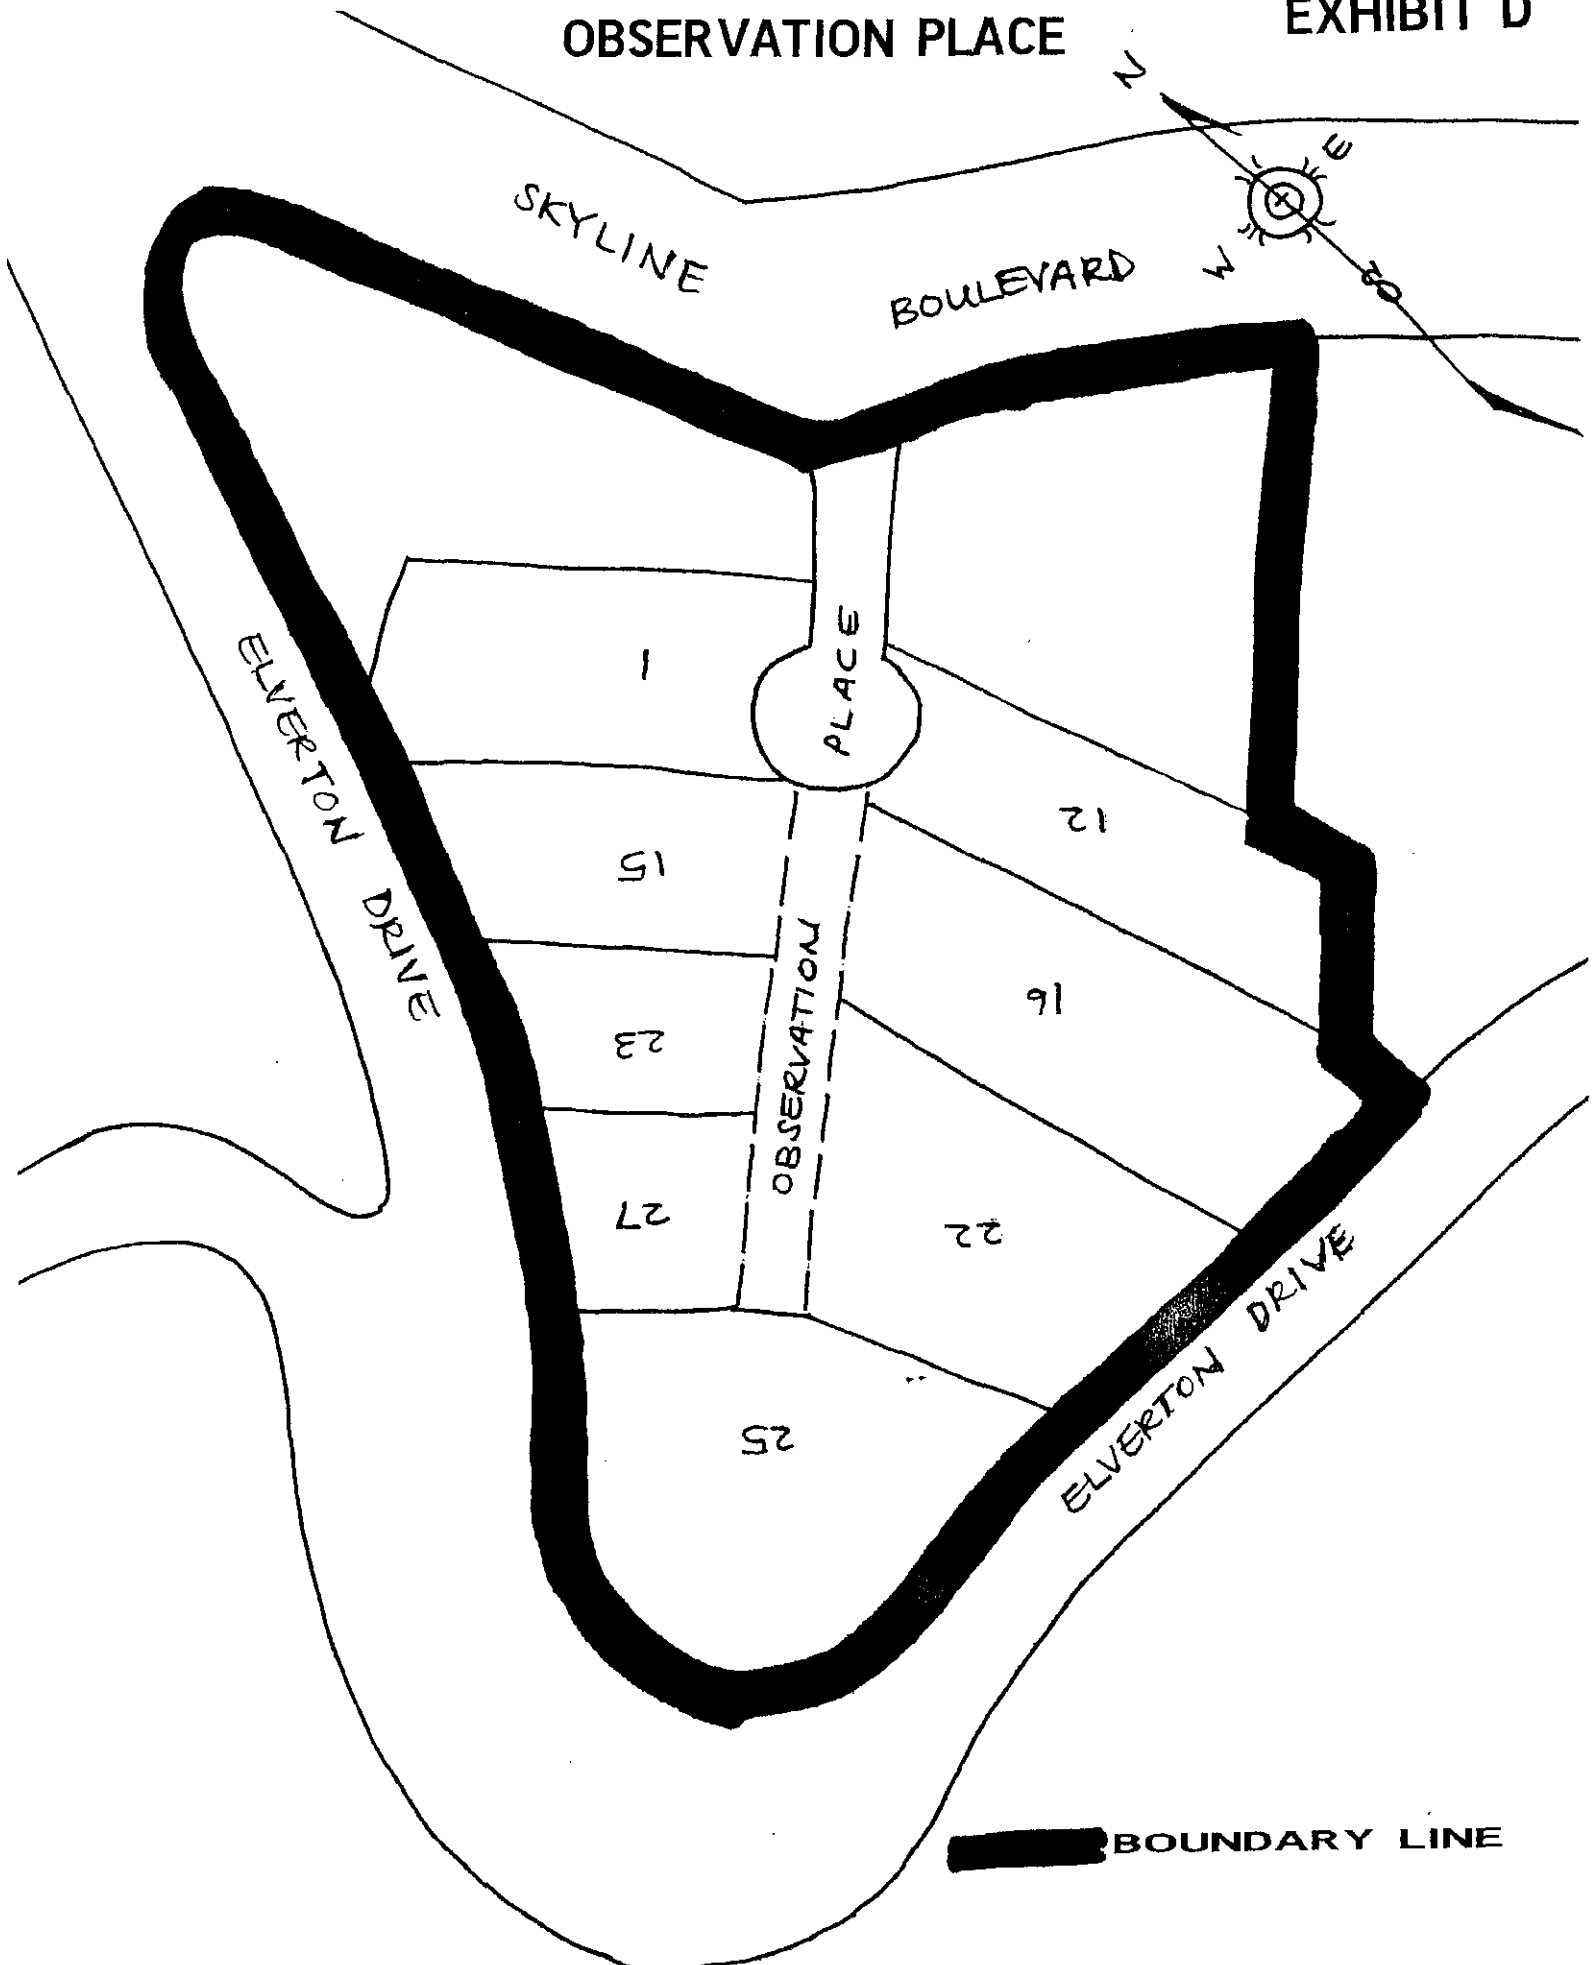 OBSERVATION PLACE
EXHIBIT D
N
E
W
S
SKYLINE
BOULEVARD
ELVERTON DRIVE
OBSERVATION PLACE
1
12
15
16
23
27
22
25
ELVERTON DRIVE
BOUNDARY LINE